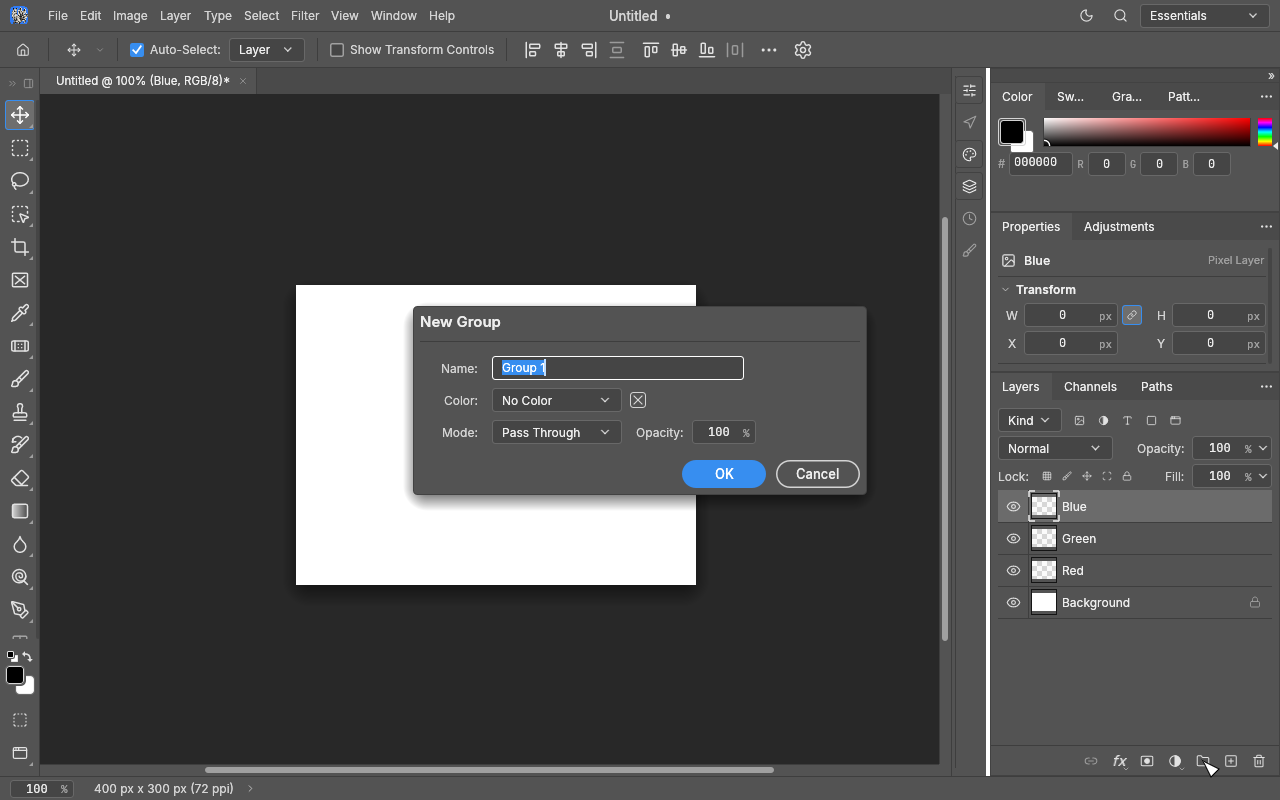 File Edit Image Layer Type Select Filter View Window Help
Untitled •
Essentials
Auto-Select: Layer
Show Transform Controls
Untitled @ 100% (Blue, RGB/8)* ×
Color Sw... Gra... Patt...
# 000000 R 0 G 0 B 0
Properties Adjustments
Blue Pixel Layer
Transform
W 0 px H 0 px
X 0 px Y 0 px
New Group
Name: Group 1
Color: No Color
Mode: Pass Through Opacity: 100 %
OK Cancel
Layers Channels Paths
Kind
Normal Opacity: 100 %
Lock: Fill: 100 %
Blue
Green
Red
Background
fx
100 % 400 px x 300 px (72 ppi)